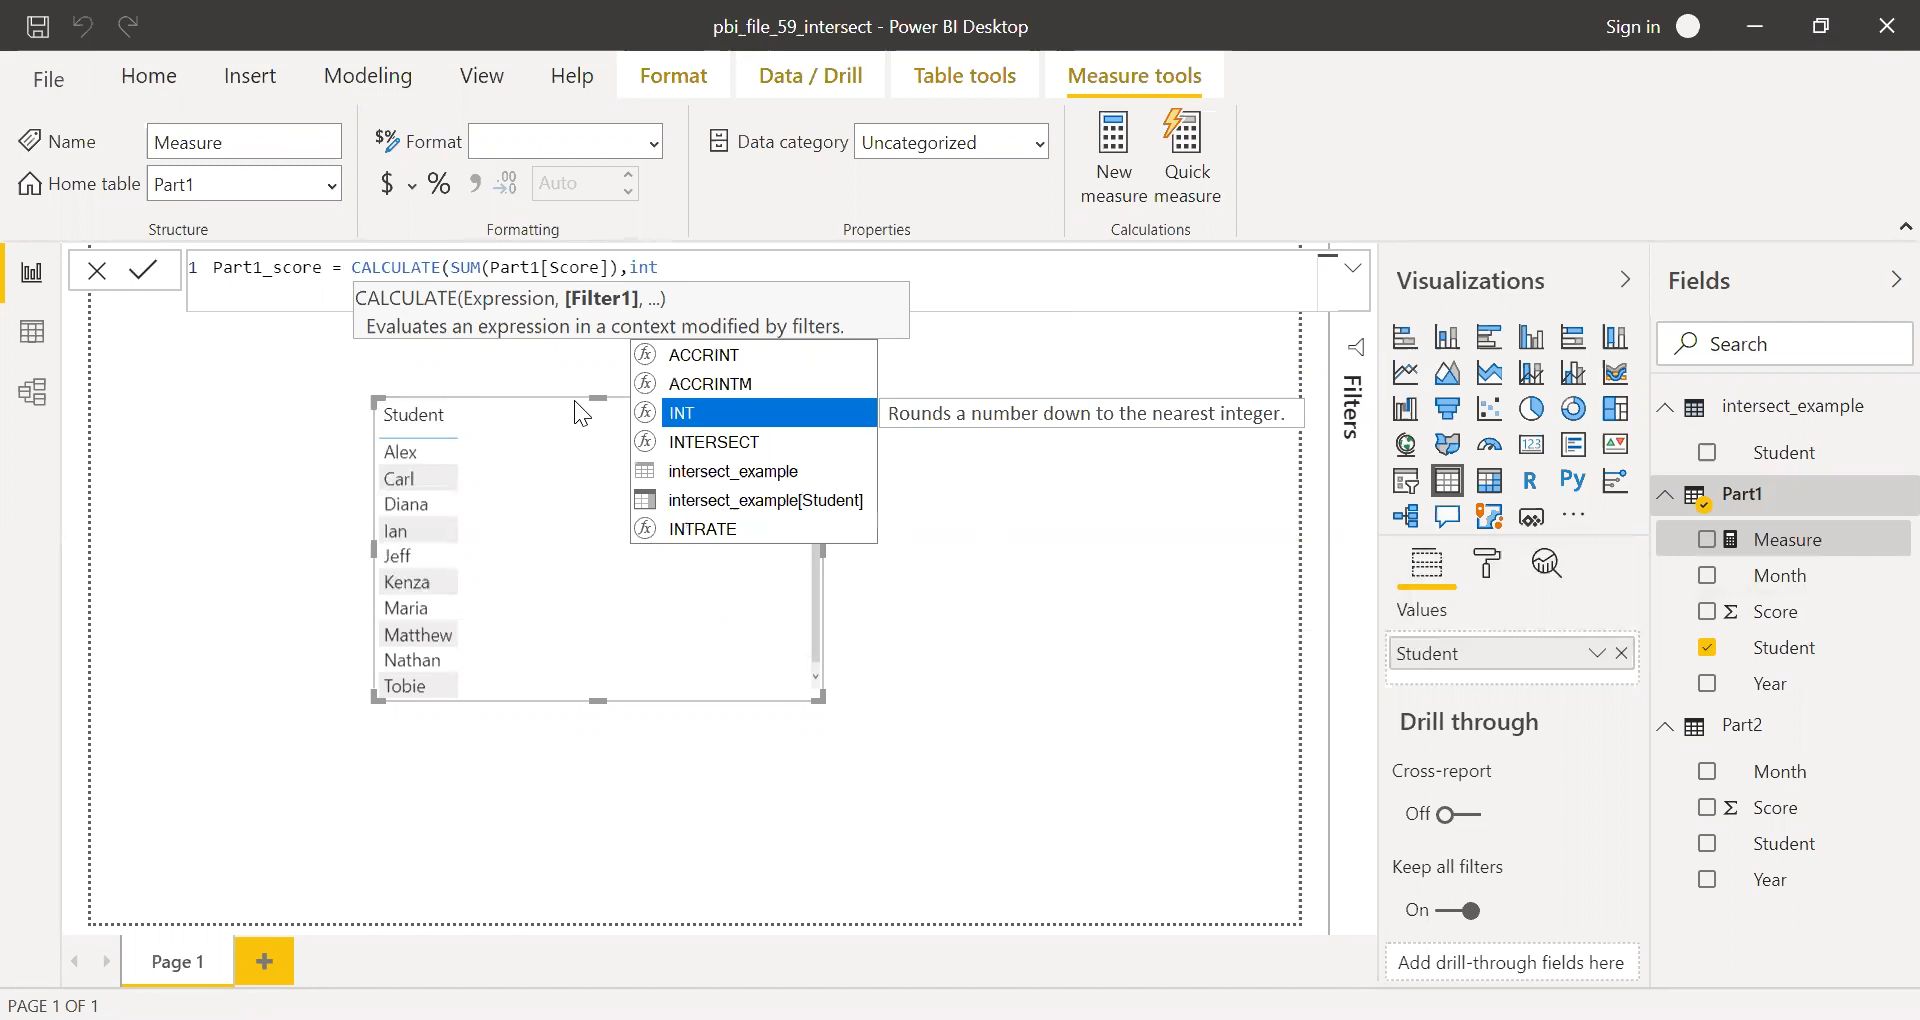 pbi_file_59_intersect - Power BI Desktop
Sign in
File Home Insert Modeling View Help Format Data / Drill Table tools Measure tools
Name Measure
Home table Part1
Structure
$% Format
$ % 9 .00 Auto
Formatting
Data category Uncategorized
Properties
New measure
Quick measure
Calculations
1 Part1_score = CALCULATE(SUM(Part1[Score]),int
CALCULATE(Expression, [Filter1], ...)
Evaluates an expression in a context modified by filters.
ACCRINT
ACCRINTM
INT
Rounds a number down to the nearest integer.
INTERSECT
intersect_example
intersect_example[Student]
INTRATE
Student
Alex
Carl
Diana
Ian
Jeff
Kenza
Maria
Matthew
Nathan
Tobie
Filters
Visualizations
123
R
Py
...
Values
Student
Drill through
Cross-report
Off
Keep all filters
On
Add drill-through fields here
Fields
Search
intersect_example
Student
Part1
Measure
Month
Σ Score
Student
Year
Part2
Month
Σ Score
Student
Year
Page 1
PAGE 1 OF 1